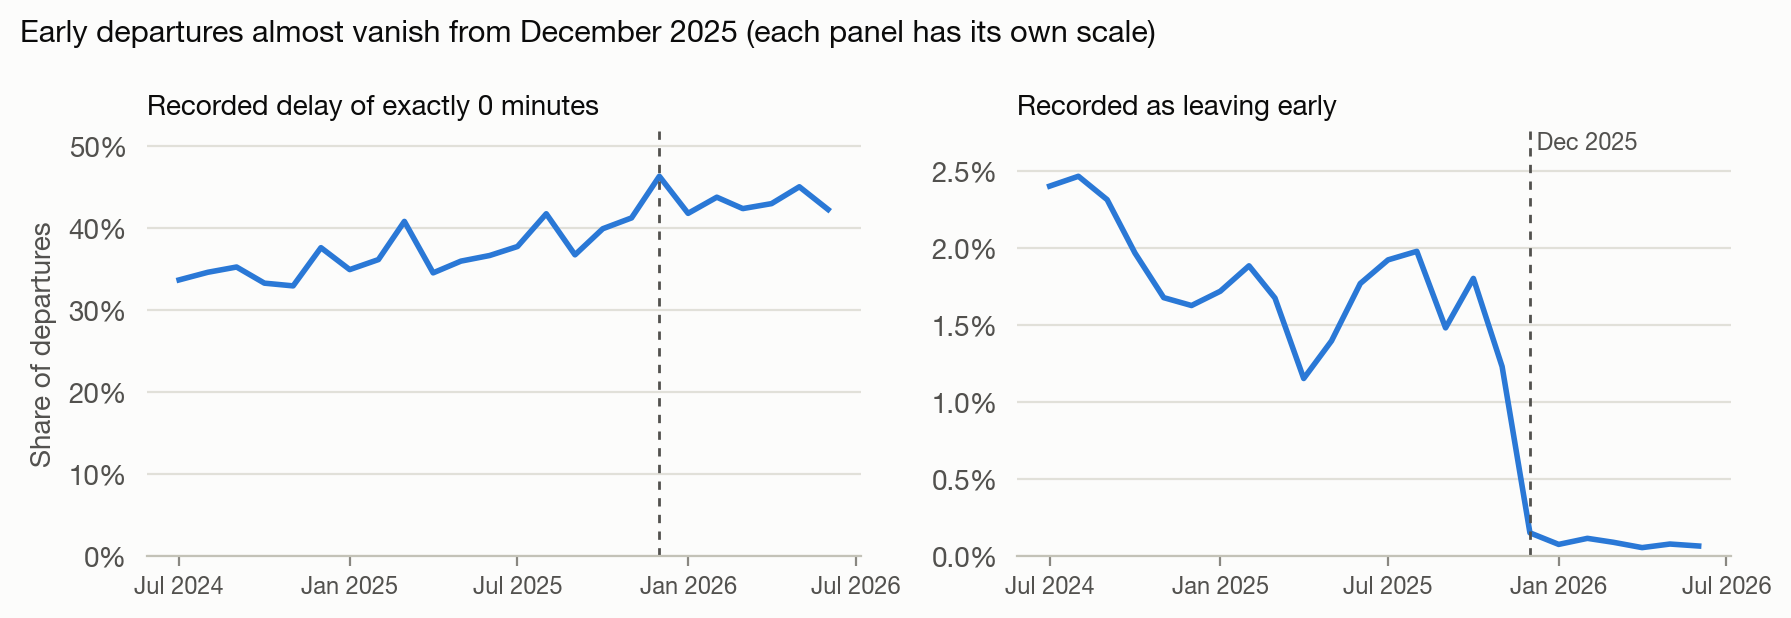 Early departures almost vanish from December 2025 (each panel has its own scale)
Recorded delay of exactly 0 minutes
Share of departures
50%
40%
30%
20%
10%
0%
Jul 2024
Jan 2025
Jul 2025
Jan 2026
Jul 2026
Recorded as leaving early
Dec 2025
2.5%
2.0%
1.5%
1.0%
0.5%
0.0%
Jul 2024
Jan 2025
Jul 2025
Jan 2026
Jul 2026